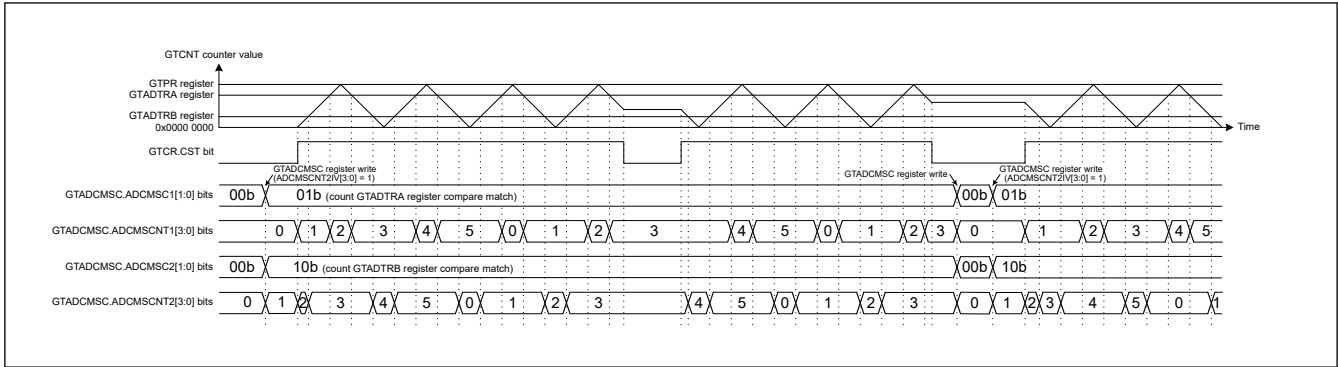 GTCNT counter value
GTPR register
GTADTRA register
GTADTRB register
0x0000 0000
Time
GTCR.CST bit
GTADCMSC register write
(ADCMSCNT2IV[3:0] = 1)
GTADCMSC register write
GTADCMSC register write
(ADCMSCNT2IV[3:0] = 1)
GTADCMSC.ADCMSC1[1:0] bits 00b 01b (count GTADTRA register compare match) 00b 01b
GTADCMSC.ADCMSCNT1[3:0] bits 0 1 2 3 4 5 0 1 2 3 4 5 0 1 2 3 0 1 2 3 4 5
GTADCMSC.ADCMSC2[1:0] bits 00b 10b (count GTADTRB register compare match) 00b 10b
GTADCMSC.ADCMSCNT2[3:0] bits 0 1 2 3 4 5 0 1 2 3 4 5 0 1 2 3 0 1 2 3 4 5 0 1